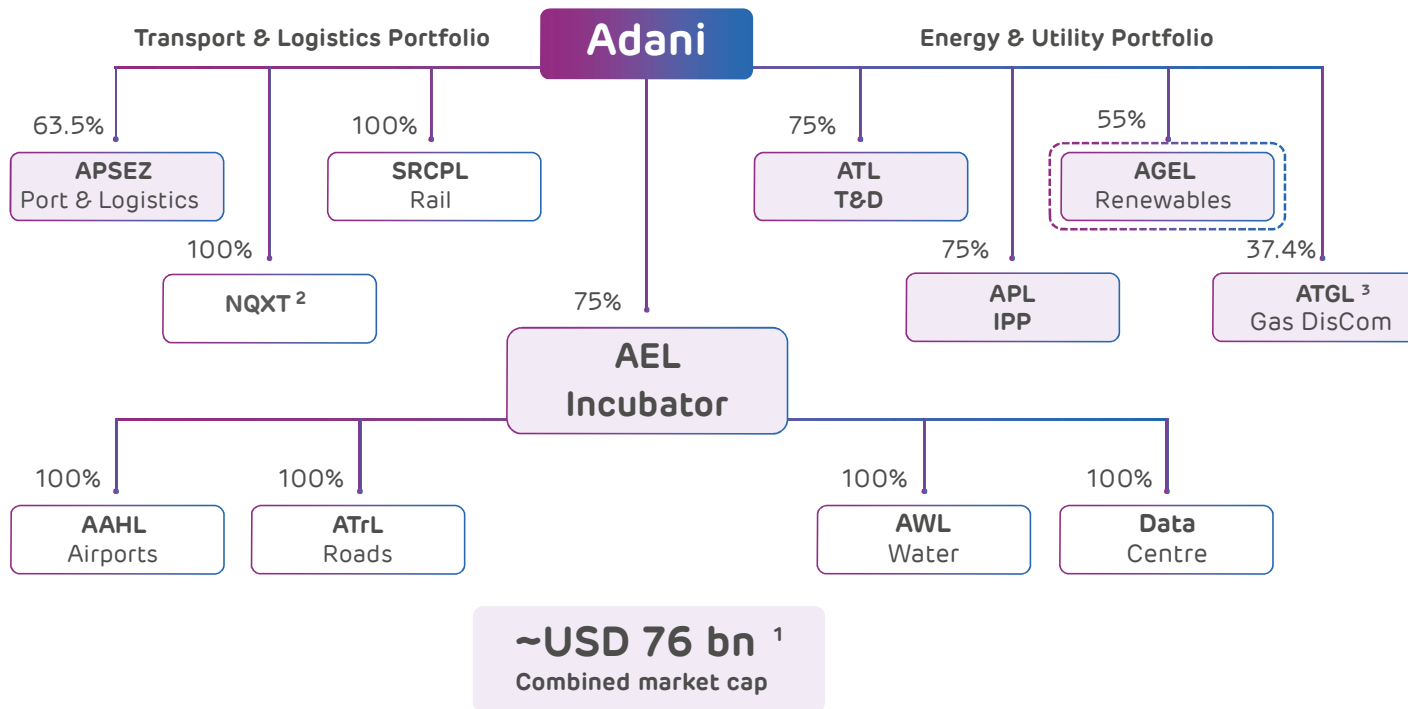 Transport & Logistics Portfolio
Adani
Energy & Utility Portfolio
63.5%
APSEZ
Port & Logistics
100%
SRCPL
Rail
100%
NQXT ²
75%
ATL
T&D
55%
AGEL
Renewables
75%
APL
IPP
37.4%
ATGL ³
Gas DisCom
75%
AEL
Incubator
100%
AAHL
Airports
100%
ATrL
Roads
100%
AWL
Water
100%
Data
Centre
~USD 76 bn ¹
Combined market cap